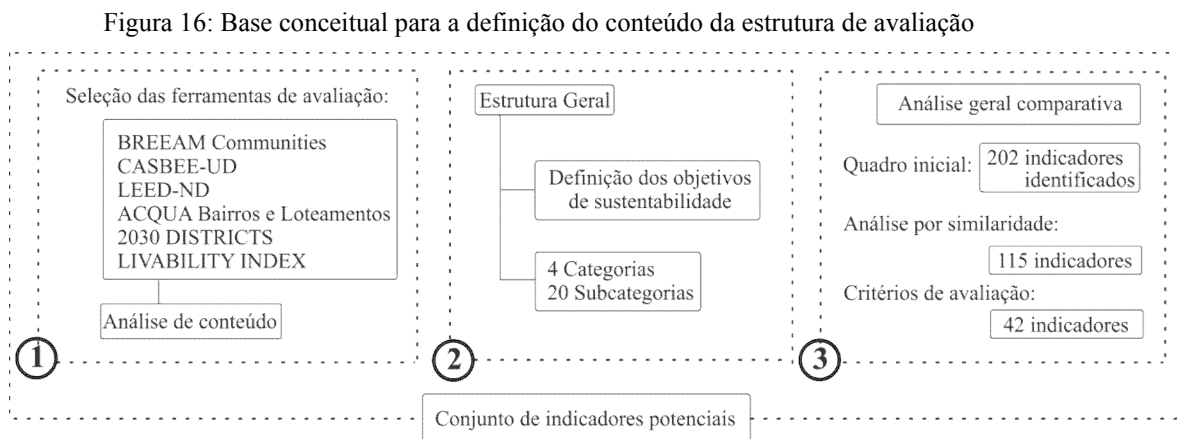 Figura 16: Base conceitual para a definição do conteúdo da estrutura de avaliação
Seleção das ferramentas de avaliação:
BREEAM Communities
CASBEE-UD
LEED-ND
ACQUA Bairros e Loteamentos
2030 DISTRICTS
LIVABILITY INDEX
Análise de conteúdo
1
Estrutura Geral
Definição dos objetivos
de sustentabilidade
4 Categorias
20 Subcategorias
2
Análise geral comparativa
Quadro inicial:
202 indicadores
identificados
Análise por similaridade:
115 indicadores
Critérios de avaliação:
42 indicadores
3
Conjunto de indicadores potenciais